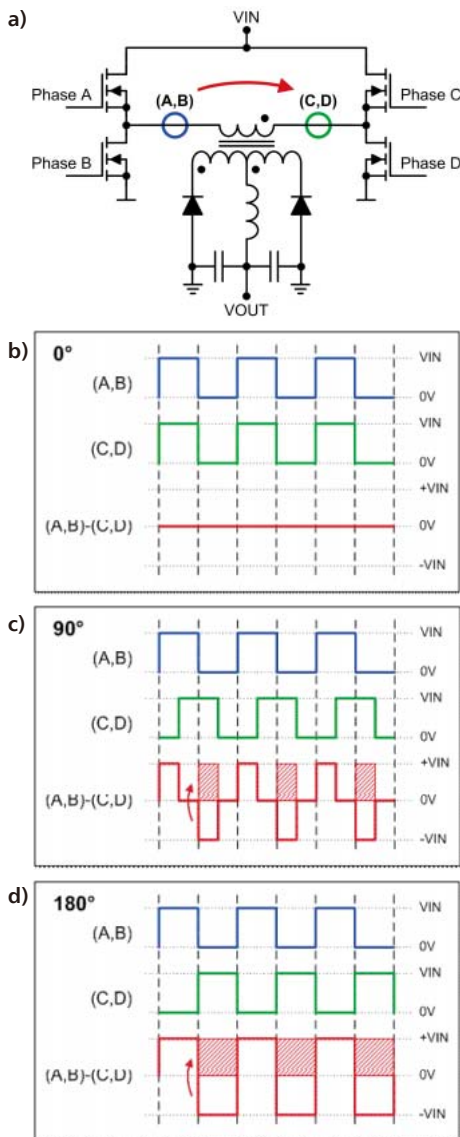 a)
VIN
Phase A
(A,B)
(C,D)
Phase C
Phase B
Phase D
VOUT
b)
0°
(A,B)
VIN
0V
(C,D)
VIN
0V
+VIN
(A,B)-(C,D)
0V
-VIN
c)
90°
(A,B)
VIN
0V
(C,D)
VIN
0V
+VIN
(A,B)-(C,D)
0V
-VIN
d)
180°
(A,B)
VIN
0V
(C,D)
VIN
0V
+VIN
(A,B)-(C,D)
0V
-VIN